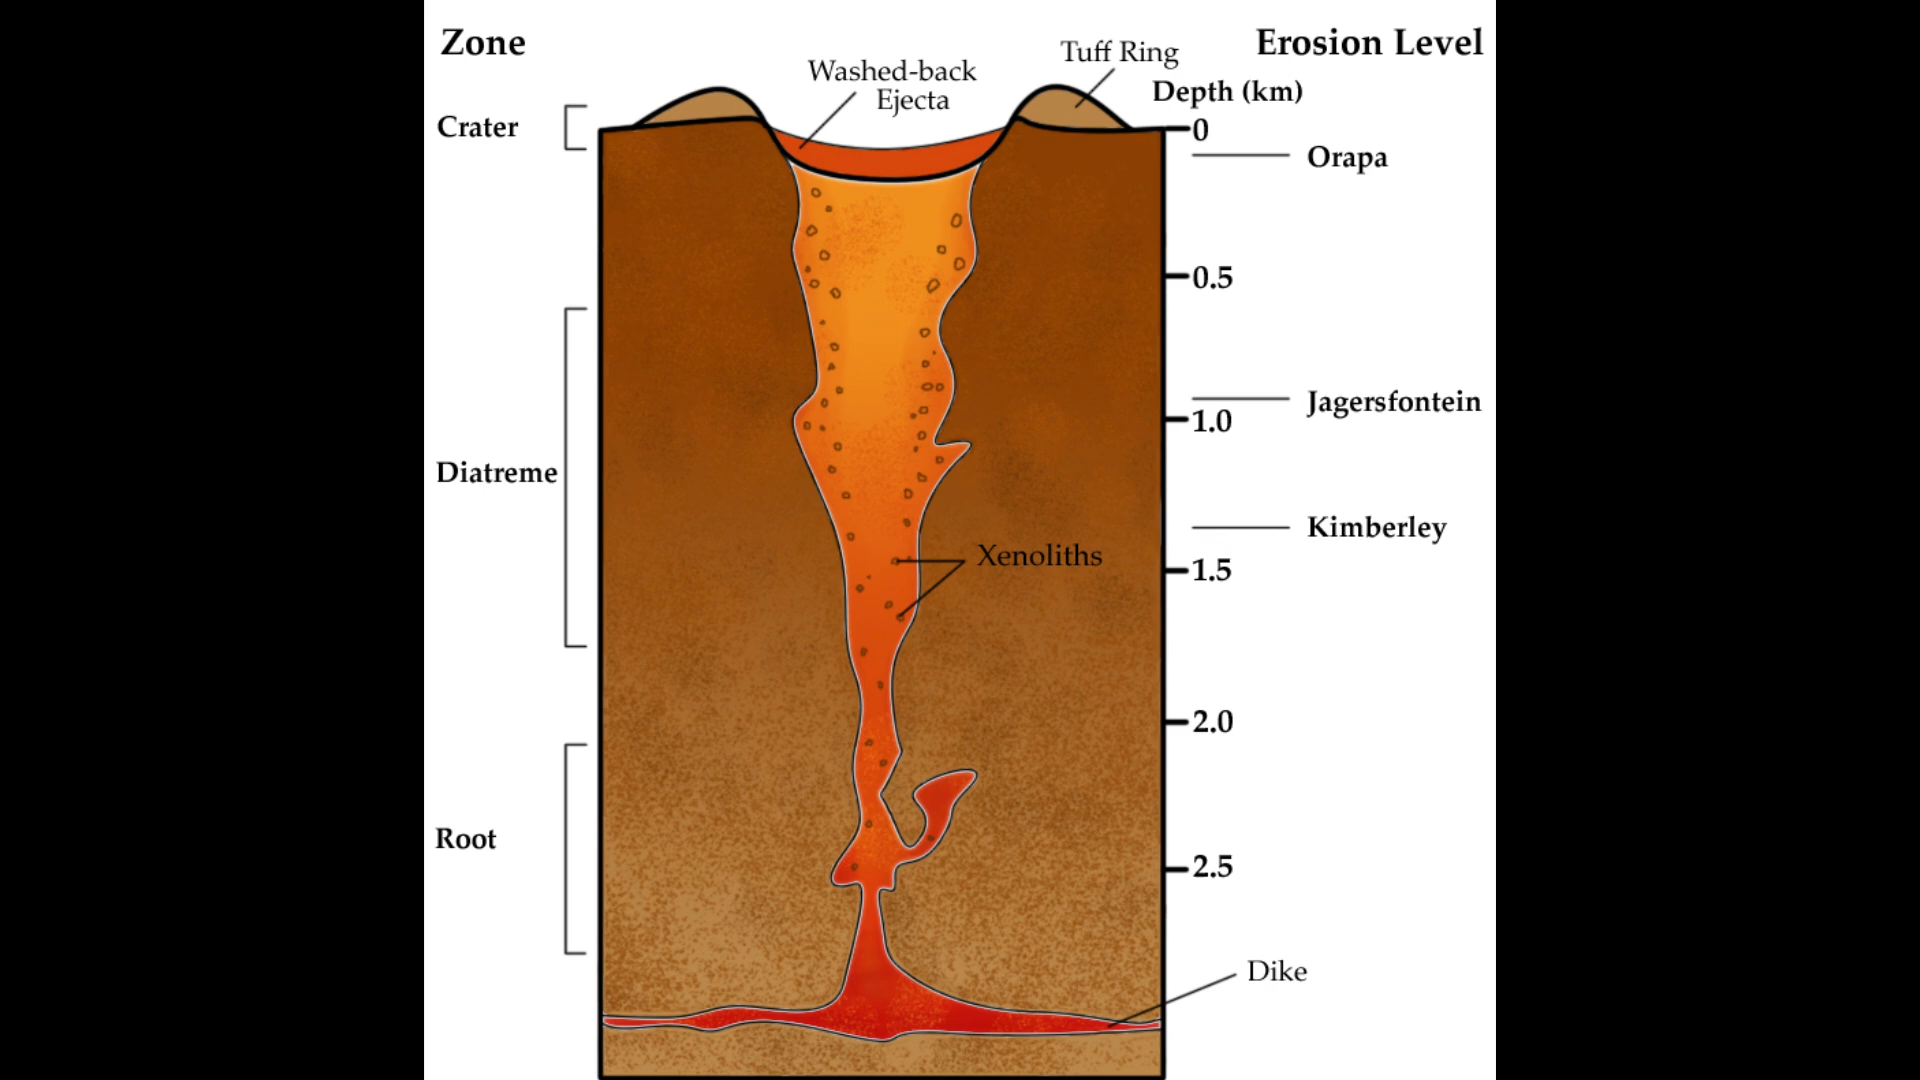 Zone
Erosion Level
Tuff Ring
Washed-back
Ejecta
Depth (km)
Crater
0
Orapa
0.5
Jagersfontein
1.0
Diatreme
Kimberley
Xenoliths
1.5
2.0
Root
2.5
Dike